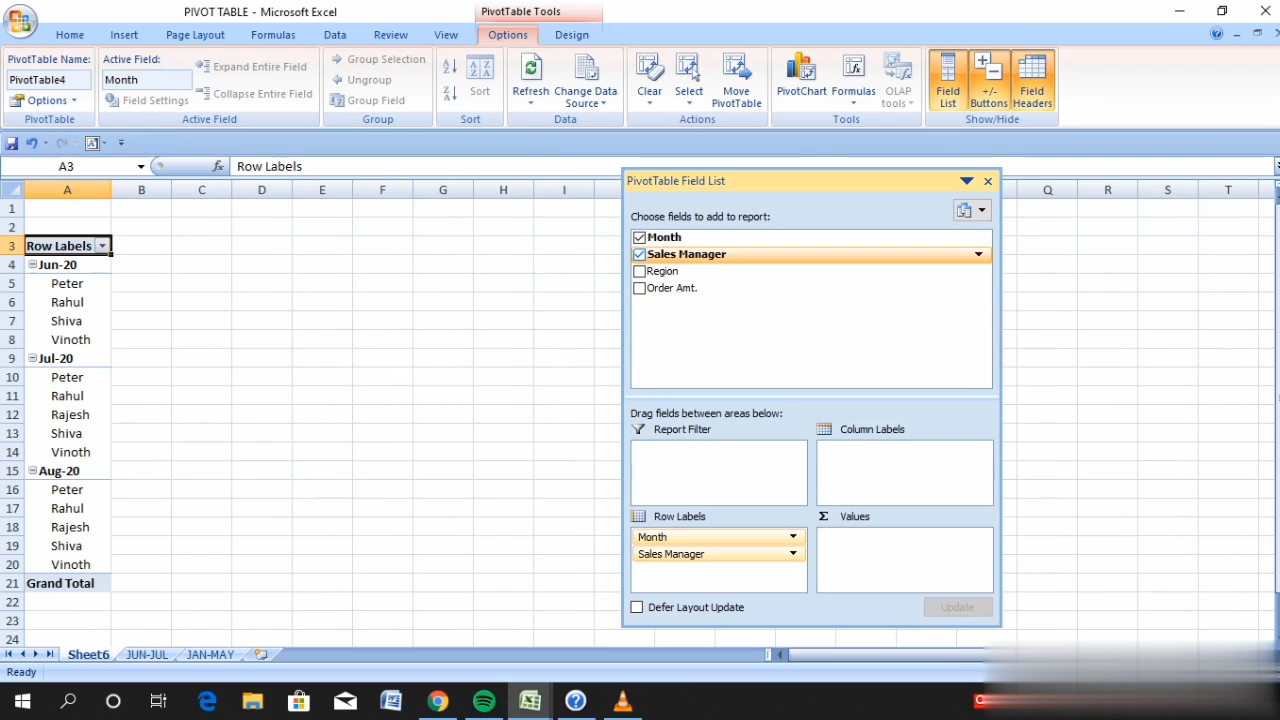 PIVOT TABLE - Microsoft Excel
PivotTable Tools
Home Insert Page Layout Formulas Data Review View Options Design
PivotTable Name:
PivotTable4
Options
PivotTable
Active Field:
Month
Field Settings
Expand Entire Field
Collapse Entire Field
Active Field
Group Selection
Ungroup
Group Field
Group
Sort
Sort
Refresh
Change Data
Source
Data
Clear
Select
Move
PivotTable
Actions
PivotChart
Formulas
OLAP
tools
Tools
Field
List
+/-
Buttons
Field
Headers
Show/Hide
A3 fx Row Labels
A B C D E F G H I Q R S T
1
2
3 Row Labels
4 Jun-20
5 Peter
6 Rahul
7 Shiva
8 Vinoth
9 Jul-20
10 Peter
11 Rahul
12 Rajesh
13 Shiva
14 Vinoth
15 Aug-20
16 Peter
17 Rahul
18 Rajesh
19 Shiva
20 Vinoth
21 Grand Total
22
23
24
PivotTable Field List
Choose fields to add to report:
Month
Sales Manager
Region
Order Amt.
Drag fields between areas below:
Report Filter
Column Labels
Row Labels
Σ Values
Month
Sales Manager
Defer Layout Update
Update
Sheet6 JUN-JUL JAN-MAY
Ready